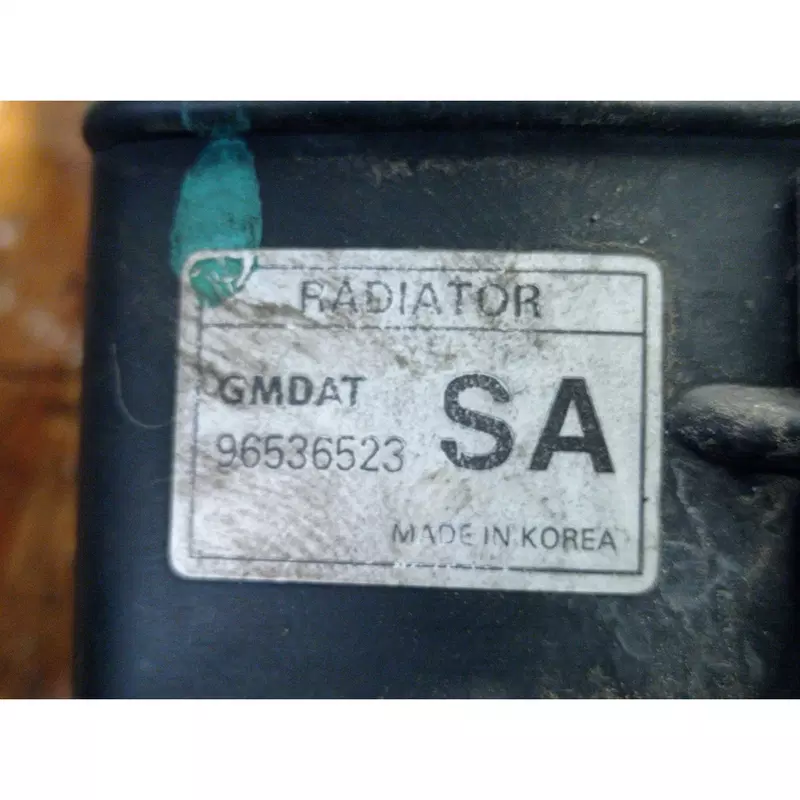 RADIATOR
GMDAT
96536523 SA
MADE IN KOREA